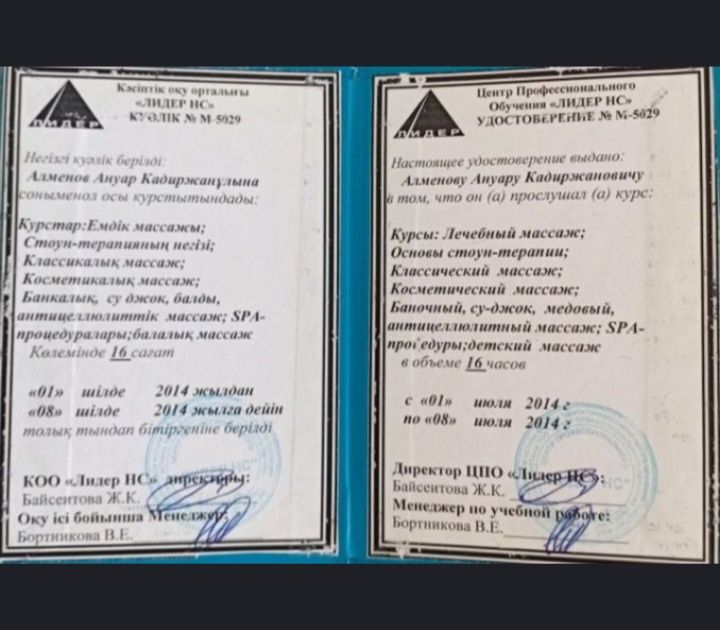 ЛИДЕР
Кәсіптік оқу орталығы
«ЛИДЕР НС»
КУӘЛІК № М-5029
Негізгі куәлік берілді:
Алменов Ануар Кадиржанұлына
соныменол осы курстытындады:
Курстар:Емдік массажы;
Стоун-терапияның негізі;
Классикалық массаж;
Косметикалық массаж;
Банкалық, су джок, балды,
антицеллюлиттік массаж; SPA-
процедуралары;балалық массаж
Көлемінде 16 сағат
«01» шілде 2014 жылдан
«08» шілде 2014 жылга дейін
толық тындап бітіргеніне берілді
КОО «Лидер НС» директоры:
Байсеитова Ж.К.
Оқу ісі бойынша Менеджер:
Бортникова В.Е.
ЛИДЕР
Центр Профессионального
Обучения «ЛИДЕР НС»
УДОСТОВЕРЕНИЕ № М-5029
Настоящее удостоверение выдано:
Алменову Ануару Кадиржановичу
в том, что он (а) прослушал (а) курс:
Курсы: Лечебный массаж;
Основы стоун-терапии;
Классический массаж;
Косметический массаж;
Баночный, су-джок, медовый,
антицеллюлитный массаж; SPA-
процедуры;детский массаж
в объеме 16 часов
с «01» июля 2014 г
по «08» июля 2014 г
Директор ЦПО «Лидер НС»:
Байсеитова Ж.К.
Менеджер по учебной работе:
Бортникова В.Е.